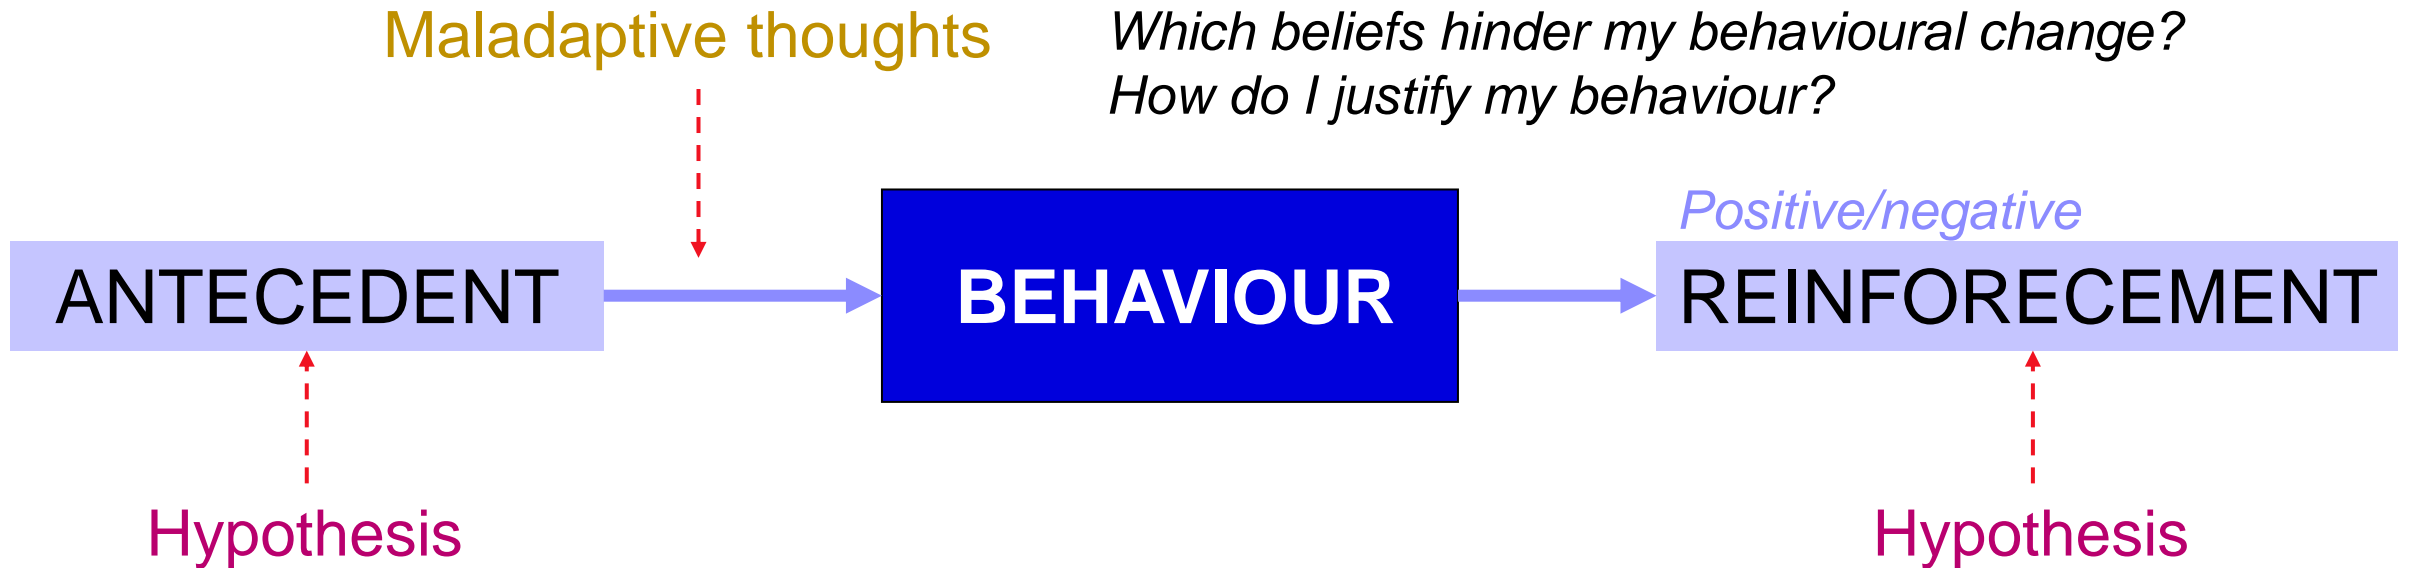 Maladaptive thoughts
Which beliefs hinder my behavioural change?
How do I justify my behaviour?
Positive/negative
ANTECEDENT
BEHAVIOUR
REINFORECEMENT
Hypothesis
Hypothesis